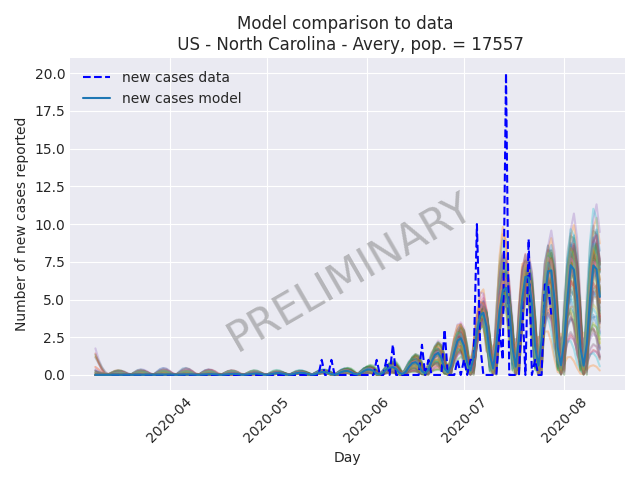 Model comparison to data
US - North Carolina - Avery, pop. = 17557
new cases data
new cases model
Number of new cases reported
20.0
17.5
15.0
12.5
10.0
7.5
5.0
2.5
0.0
PRELIMINARY
2020-04
2020-05
2020-06
2020-07
2020-08
Day